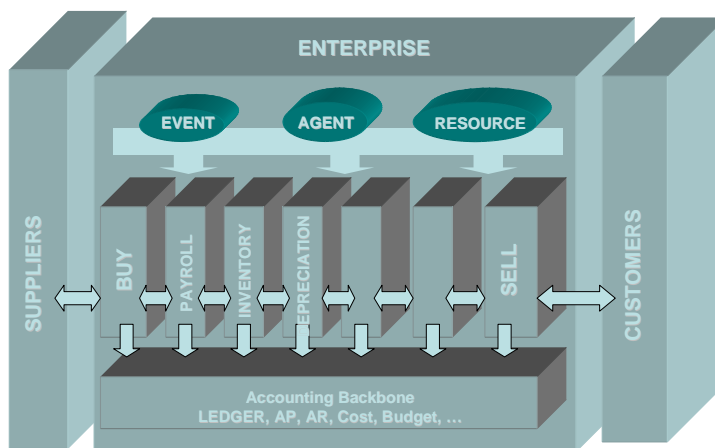 ENTERPRISE
EVENT
AGENT
RESOURCE
SUPPLIERS
BUY
PAYROLL
INVENTORY
EPRECIATION
SELL
CUSTOMERS
Accounting Backbone
LEDGER, AP, AR, Cost, Budget, …